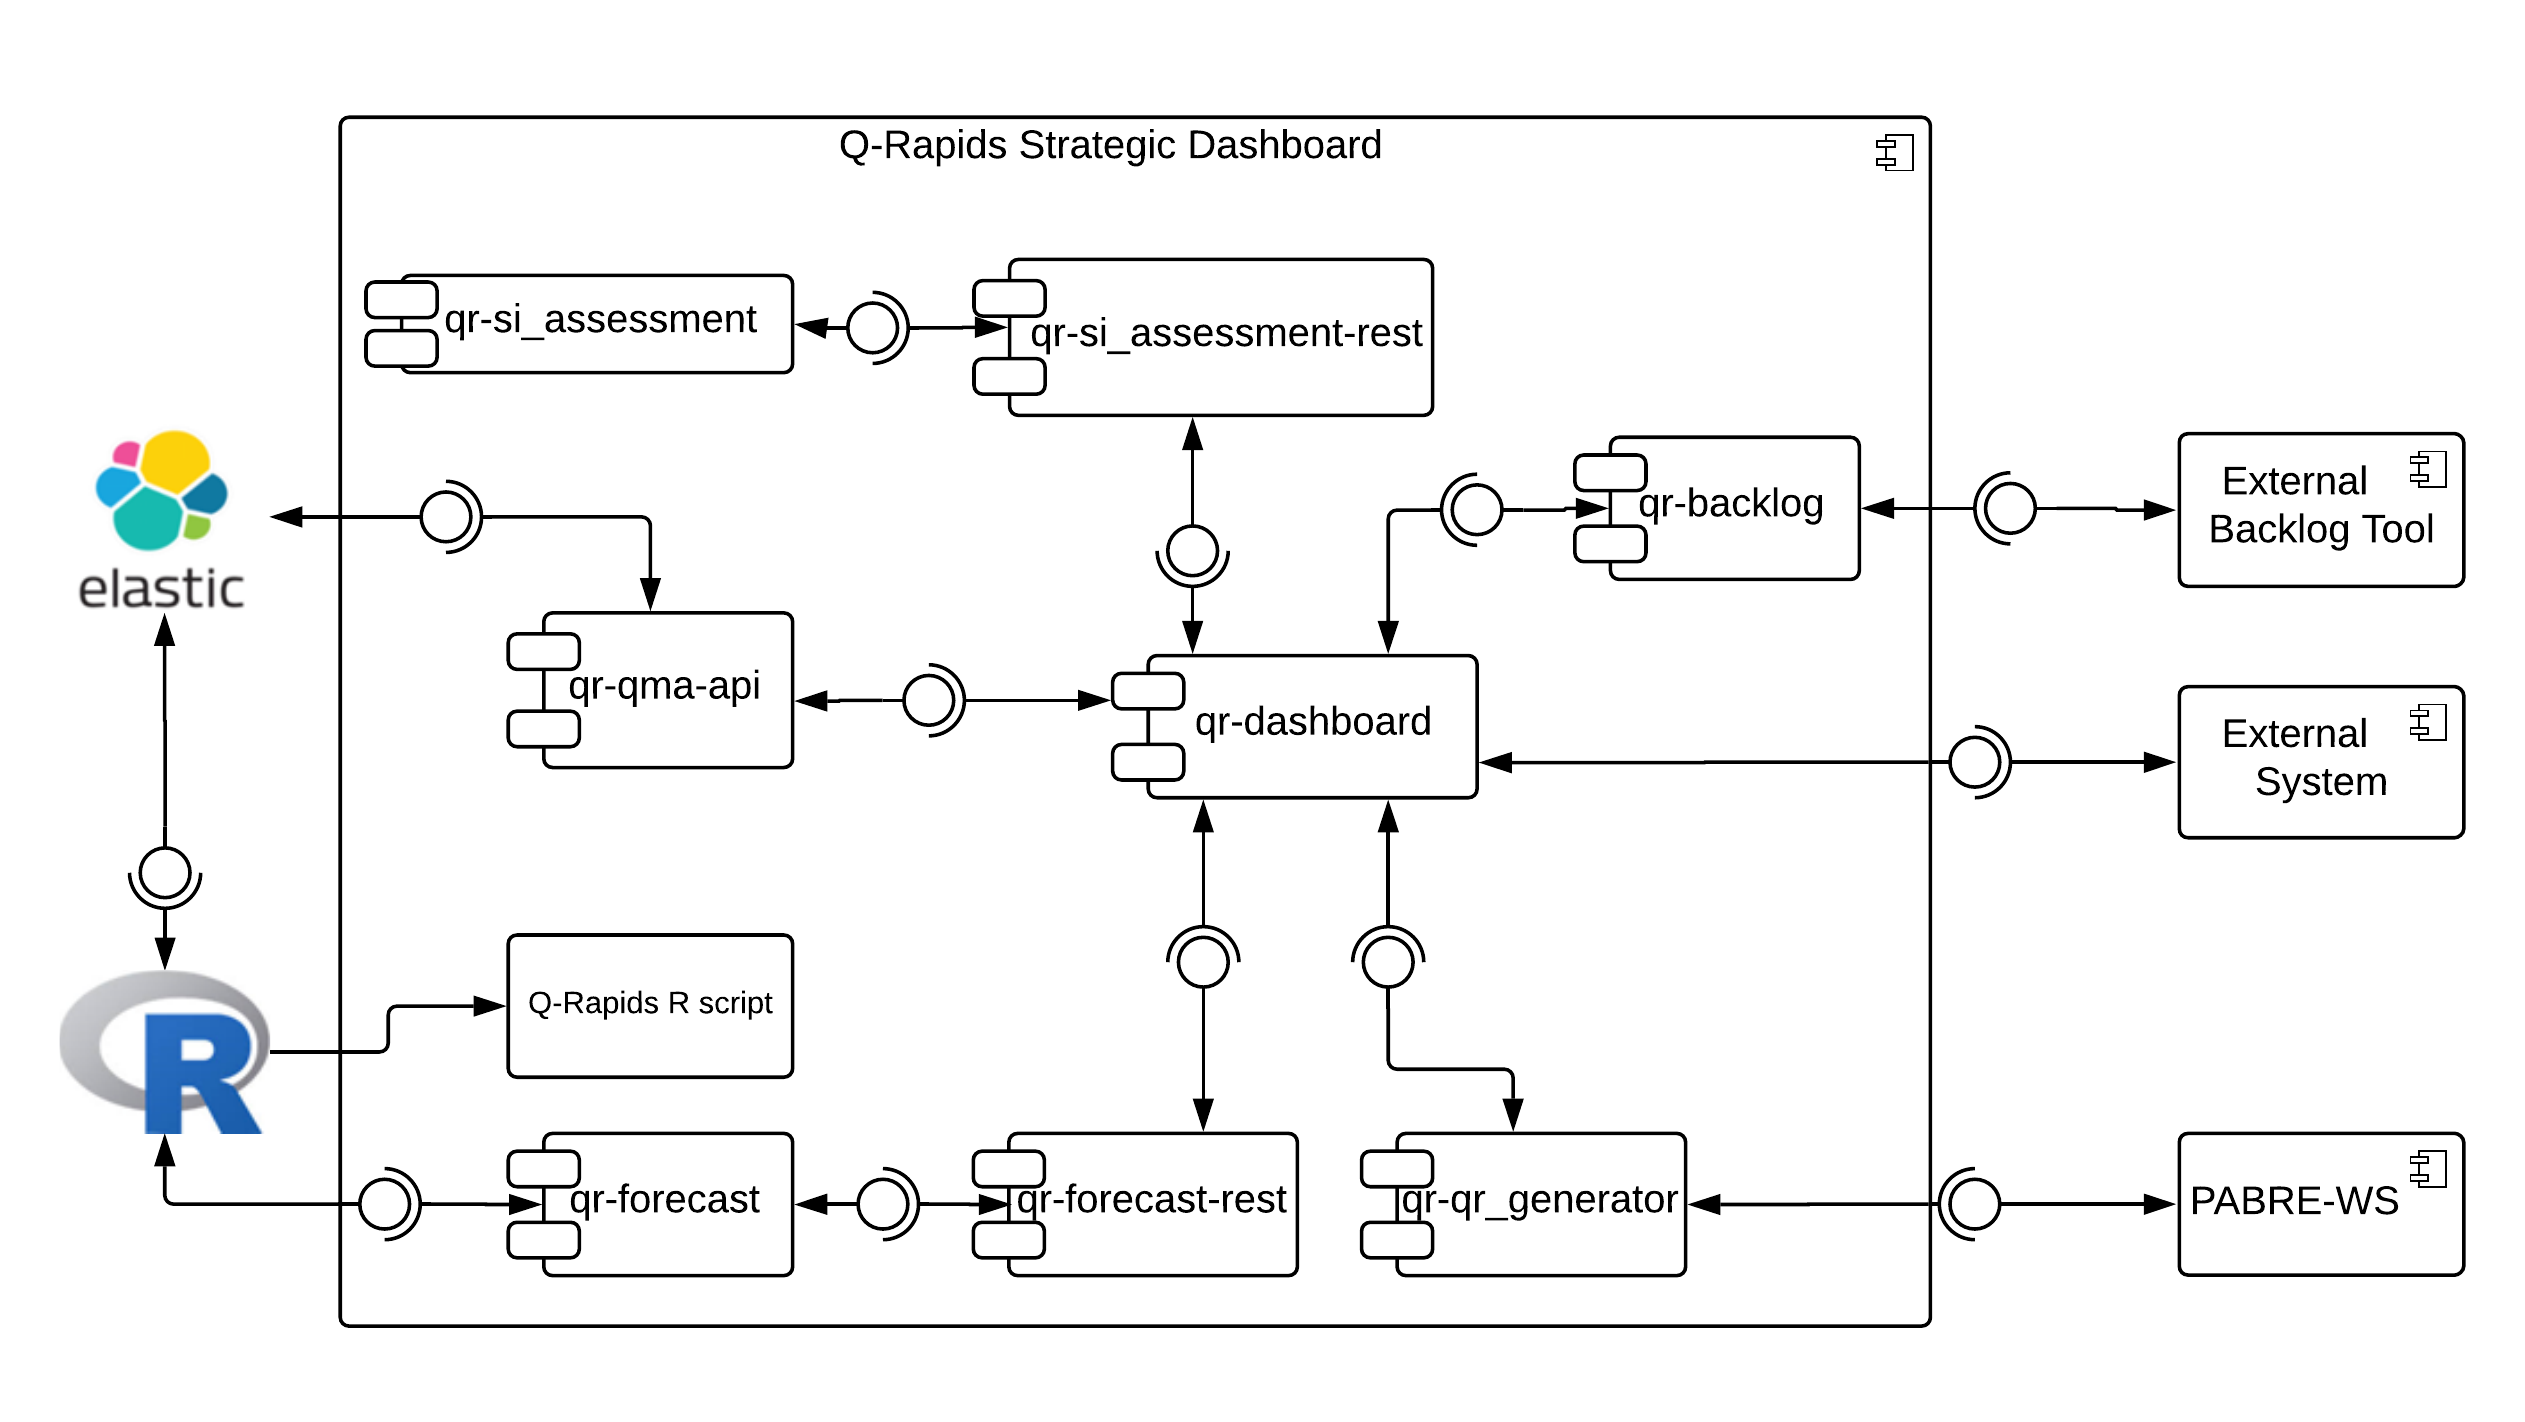 Q-Rapids Strategic Dashboard
qr-si_assessment
qr-si_assessment-rest
elastic
qr-backlog
External
Backlog Tool
qr-qma-api
qr-dashboard
External
System
Q-Rapids R script
R
qr-forecast
qr-forecast-rest
qr-qr_generator
PABRE-WS